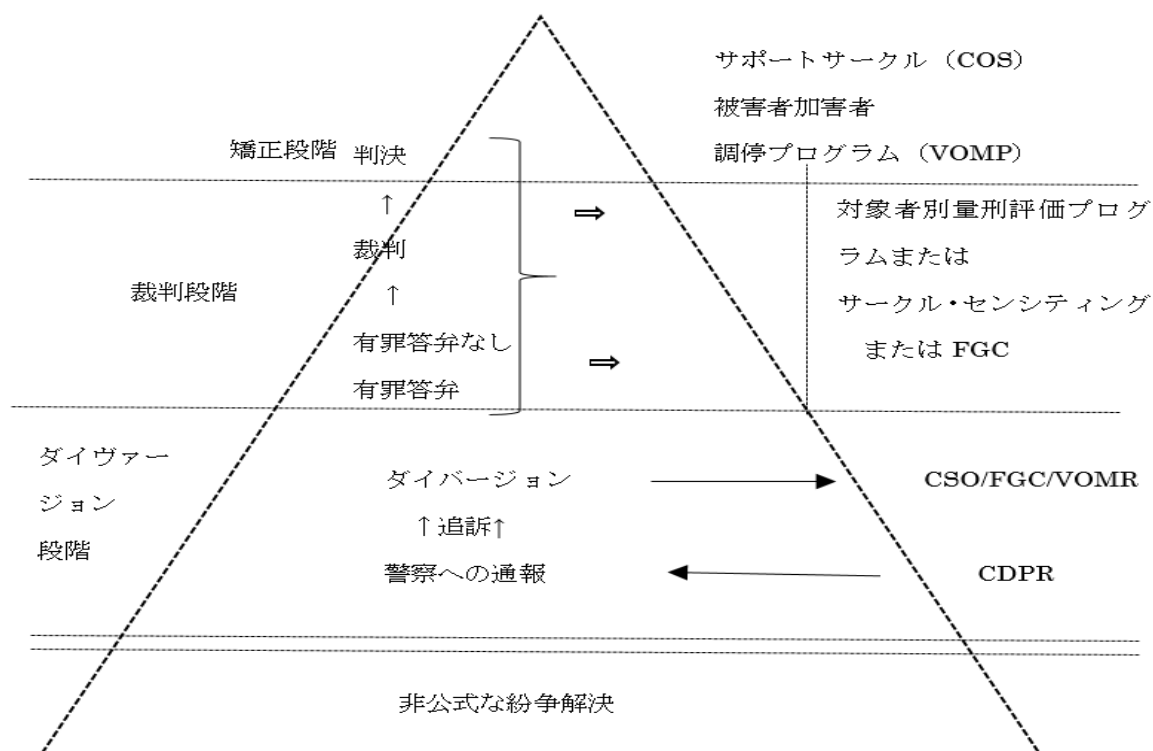 サポートサークル（COS）
被害者加害者
調停プログラム（VOMP）
矯正段階
判決
↑
裁判
↑
有罪答弁なし
有罪答弁
裁判段階
⇒
⇒
対象者別量刑評価プログ
ラムまたは
サークル・センシティング
または FGC
ダイヴァー
ジョン
段階
ダイバージョン
↑追訴↑
警察への通報
CSO/FGC/VOMR
CDPR
非公式な紛争解決